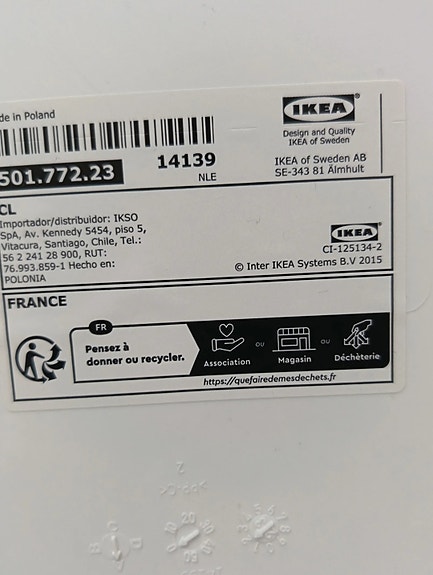 de in Poland
IKEA®
Design and Quality
IKEA of Sweden
501.772.23
14139
NLE
IKEA of Sweden AB
SE-343 81 Älmhult
CL
Importador/distribuidor: IKSO
SpA, Av. Kennedy 5454, piso 5,
Vitacura, Santiago, Chile, Tel.:
56 2 241 28 900, RUT:
76.993.859-1 Hecho en:
POLONIA
IKEA
CI-125134-2
© Inter IKEA Systems B.V 2015
FRANCE
FR
Pensez à
donner ou recycler.
Association
OU
Magasin
OU
Déchèterie
https://quefairedemesdechets.fr